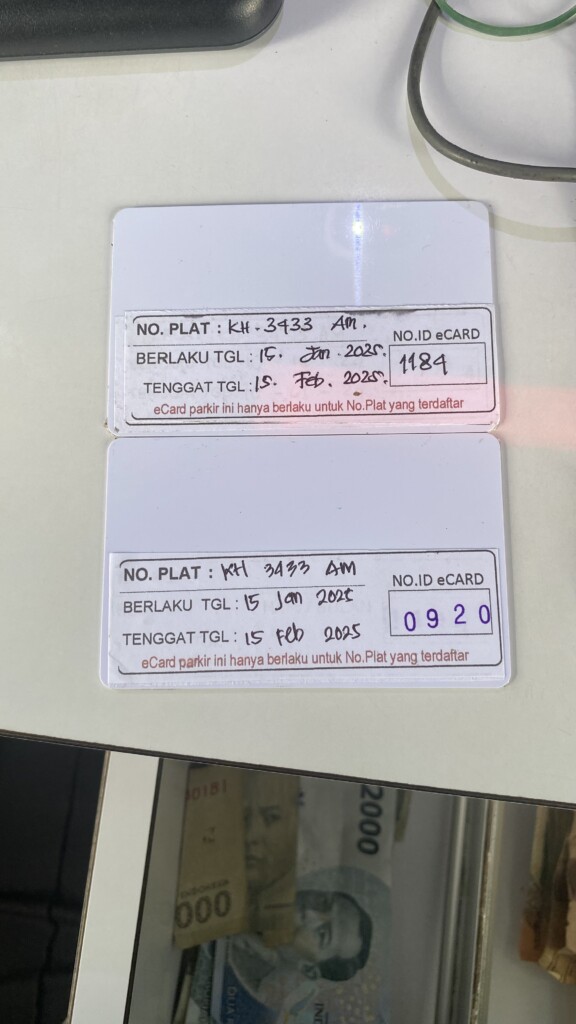 NO. PLAT : KH - 3433 AM.
BERLAKU TGL : 15. Jan. 2025.
TENGGAT TGL : 15. Feb. 2025.
NO.ID eCARD
1184
eCard parkir ini hanya berlaku untuk No.Plat yang terdaftar
NO. PLAT : KH 3433 AM
BERLAKU TGL : 15 Jan 2025
TENGGAT TGL : 15 Feb 2025
NO.ID eCARD
0920
eCard parkir ini hanya berlaku untuk No.Plat yang terdaftar
2000
000
DUA